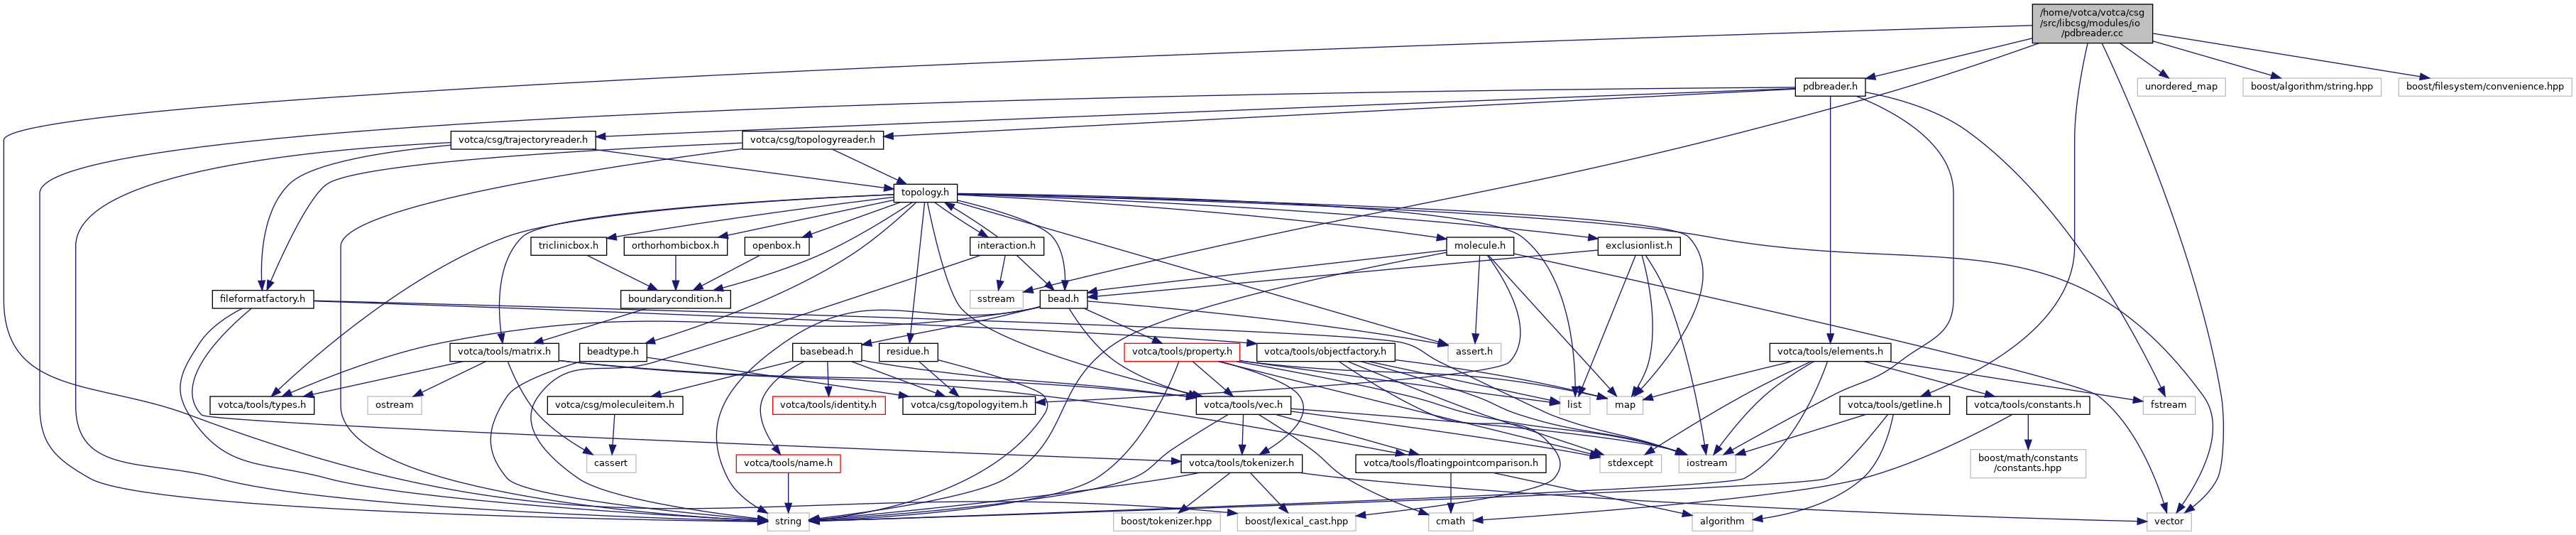 /home/votca/votca/csg
/src/libcsg/modules/io
/pdbreader.cc
pdbreader.h
unordered_map
boost/algorithm/string.hpp
boost/filesystem/convenience.hpp
votca/csg/trajectoryreader.h
votca/csg/topologyreader.h
topology.h
triclinicbox.h
orthorhombicbox.h
openbox.h
interaction.h
molecule.h
exclusionlist.h
fileformatfactory.h
boundarycondition.h
sstream
bead.h
votca/tools/matrix.h
beadtype.h
basebead.h
residue.h
votca/tools/property.h
votca/tools/objectfactory.h
assert.h
votca/tools/elements.h
votca/tools/types.h
ostream
votca/csg/moleculeitem.h
votca/tools/identity.h
votca/csg/topologyitem.h
votca/tools/vec.h
list
map
votca/tools/getline.h
votca/tools/constants.h
fstream
cassert
votca/tools/name.h
votca/tools/tokenizer.h
votca/tools/floatingpointcomparison.h
stdexcept
iostream
boost/math/constants
/constants.hpp
string
boost/tokenizer.hpp
boost/lexical_cast.hpp
cmath
algorithm
vector